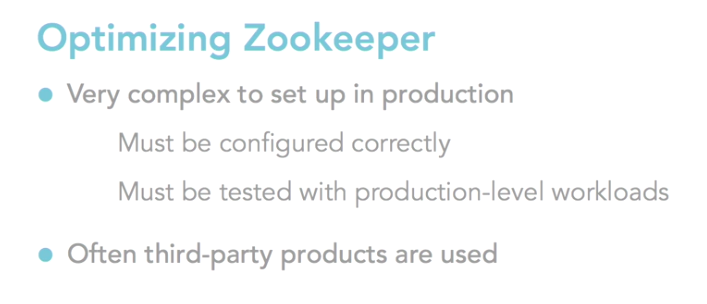 Optimizing Zookeeper
• Very complex to set up in production
Must be configured correctly
Must be tested with production-level workloads
• Often third-party products are used